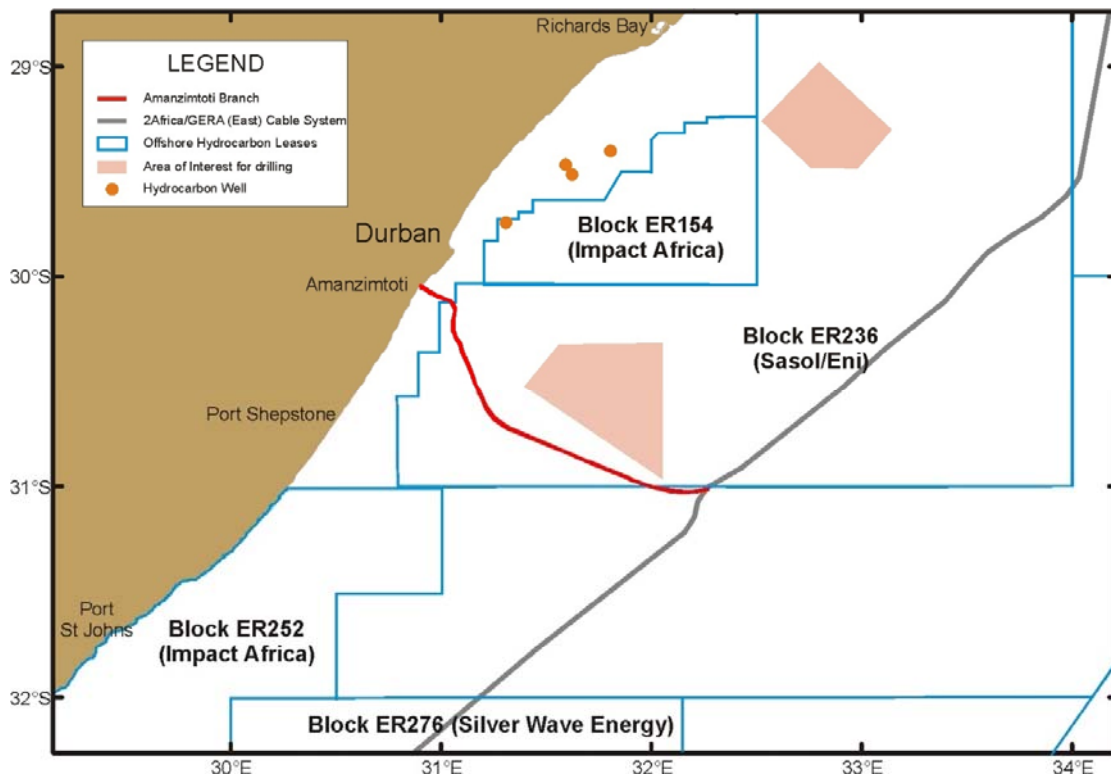 Richards Bay
29°S
LEGEND
Amanzimtoti Branch
2Africa/GERA (East) Cable System
Offshore Hydrocarbon Leases
Area of Interest for drilling
Hydrocarbon Well
Durban
Block ER154
(Impact Africa)
30°S
Amanzimtoti
Block ER236
(Sasol/Eni)
Port Shepstone
31°S
Port
St Johns
Block ER252
(Impact Africa)
32°S
Block ER276 (Silver Wave Energy)
30°E
31°E
32°E
33°E
34°E